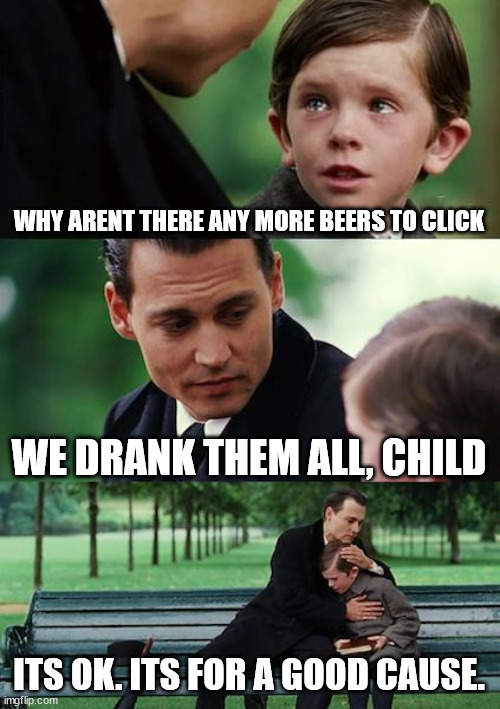 WHY ARENT THERE ANY MORE BEERS TO CLICK
WE DRANK THEM ALL, CHILD
ITS OK. ITS FOR A GOOD CAUSE.
imgflip.com